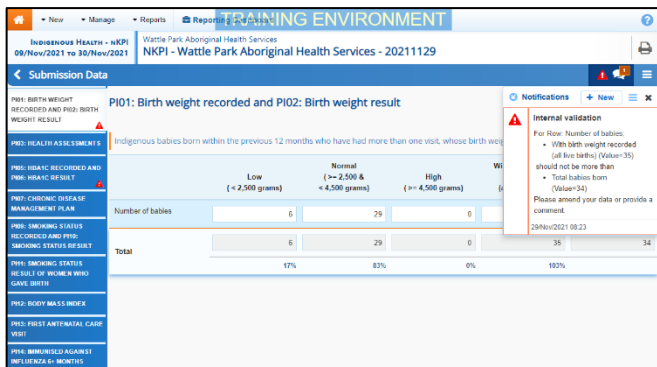 New
Manage
Reports
Reporting Dashboard
TRAINING ENVIRONMENT
INDIGENOUS HEALTH - NKPI
09/Nov/2021 TO 30/Nov/2021
Wattle Park Aboriginal Health Services
NKPI - Wattle Park Aboriginal Health Services - 20211129
Submission Data
PI01: BIRTH WEIGHT
RECORDED AND PI02: BIRTH
WEIGHT RESULT
PI03: HEALTH ASSESSMENTS
PI05: HBA1C RECORDED AND
PI06: HBA1C RESULT
PI07: CHRONIC DISEASE
MANAGEMENT PLAN
PI09: SMOKING STATUS
RECORDED AND PI10:
SMOKING STATUS RESULT
PI11: SMOKING STATUS
RESULT OF WOMEN WHO
GAVE BIRTH
PI12: BODY MASS INDEX
PI13: FIRST ANTENATAL CARE
VISIT
PI14: IMMUNISED AGAINST
INFLUENZA 6+ MONTHS
PI01: Birth weight recorded and PI02: Birth weight result
Indigenous babies born within the previous 12 months who have had more than one visit, whose birth weig
Low
( < 2,500 grams)
Normal
( >= 2,500 &
< 4,500 grams)
High
( >= 4,500 grams)
Wi
Number of babies 6 29 0
Total 6 29 0 35 34
17% 83% 0% 103%
Notifications
+ New
Internal validation
For Row: Number of babies;
• With birth weight recorded
(all live births) (Value=35)
should not be more than
• Total babies born
(Value=34)
Please amend your data or provide a
comment.
29/Nov/2021 08:23